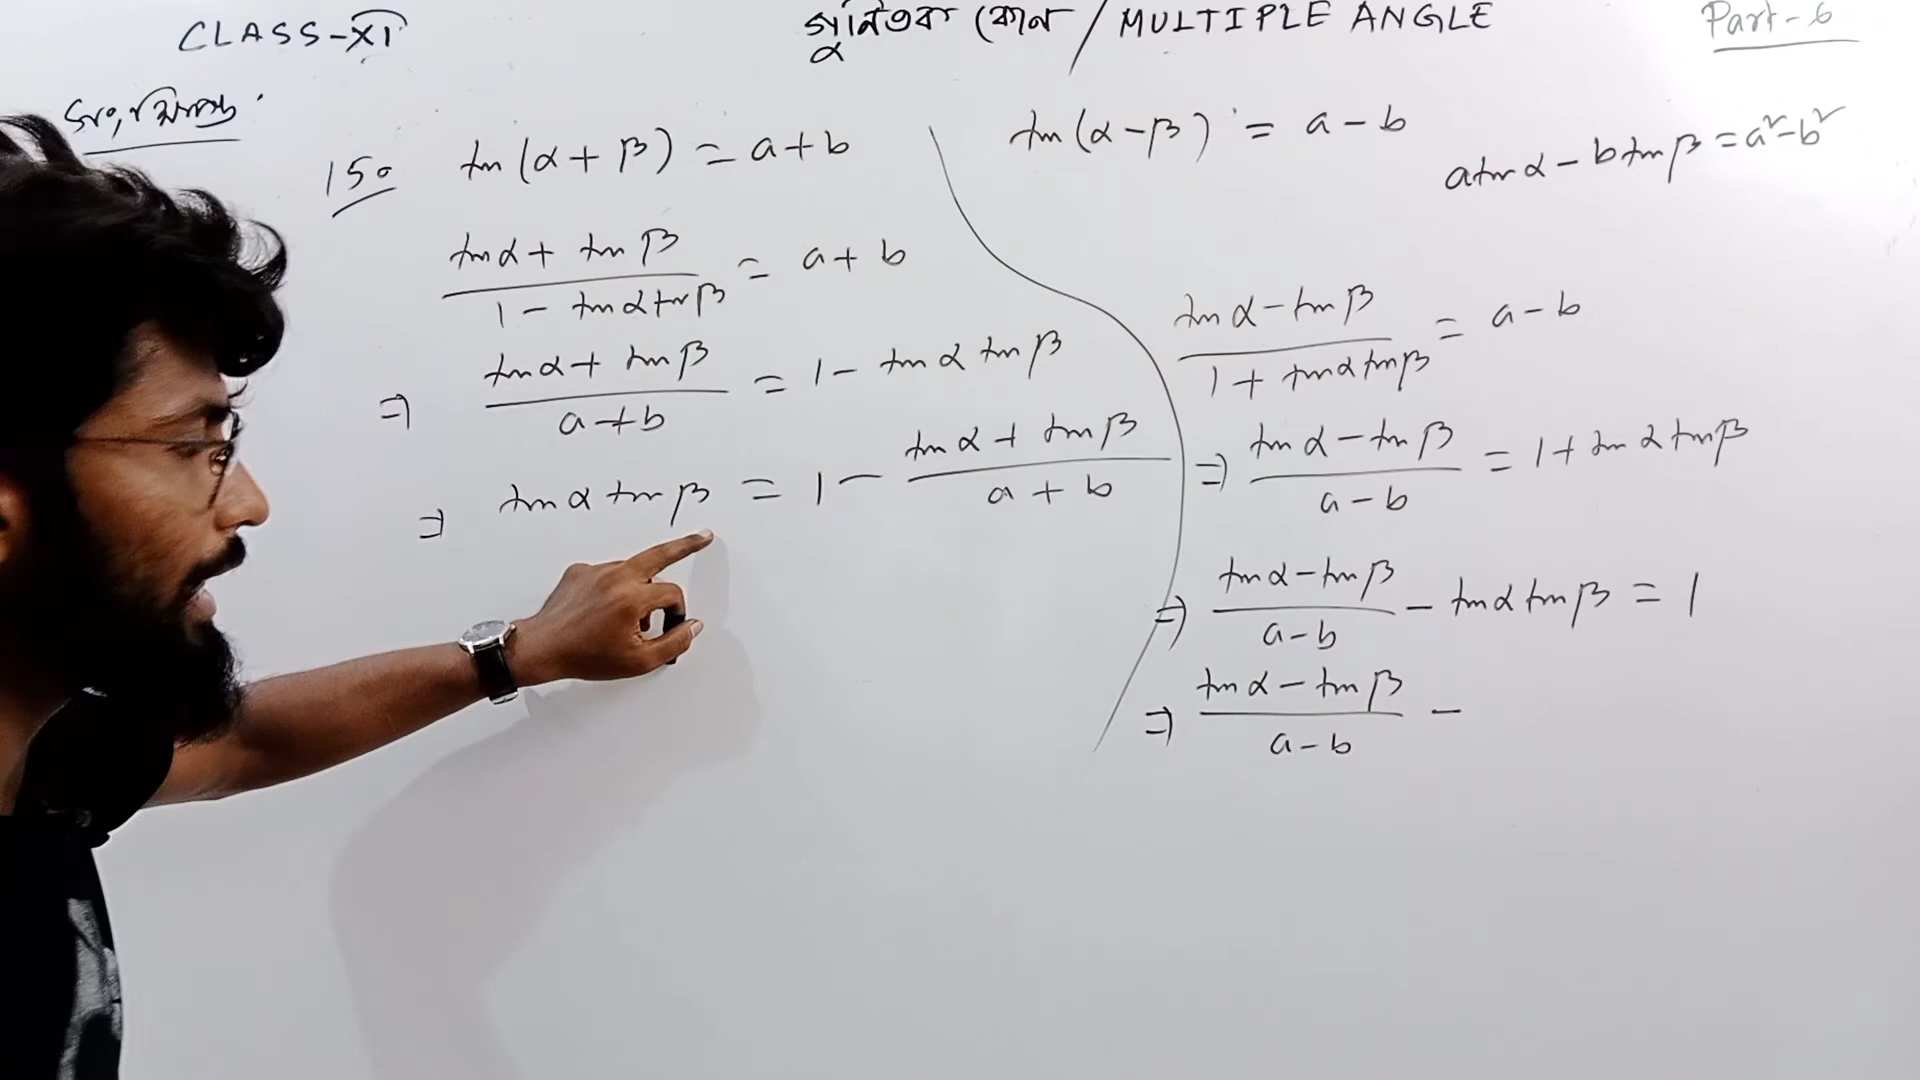 CLASS-XI
গুনিতক কোন / MULTIPLE ANGLE
Part-6
15.
tan(α+β) = a+b
tan(α-β) = a-b
a tan α - b tan β = a²-b²
(tan α + tan β)/(1 - tan α tan β) = a+b
⇒ (tan α + tan β)/(a+b) = 1 - tan α tan β
⇒ tan α tan β = 1 - (tan α + tan β)/(a+b)
(tan α - tan β)/(1 + tan α tan β) = a-b
⇒ (tan α - tan β)/(a-b) = 1 + tan α tan β
⇒ (tan α - tan β)/(a-b) - tan α tan β = 1
⇒ (tan α - tan β)/(a-b) -